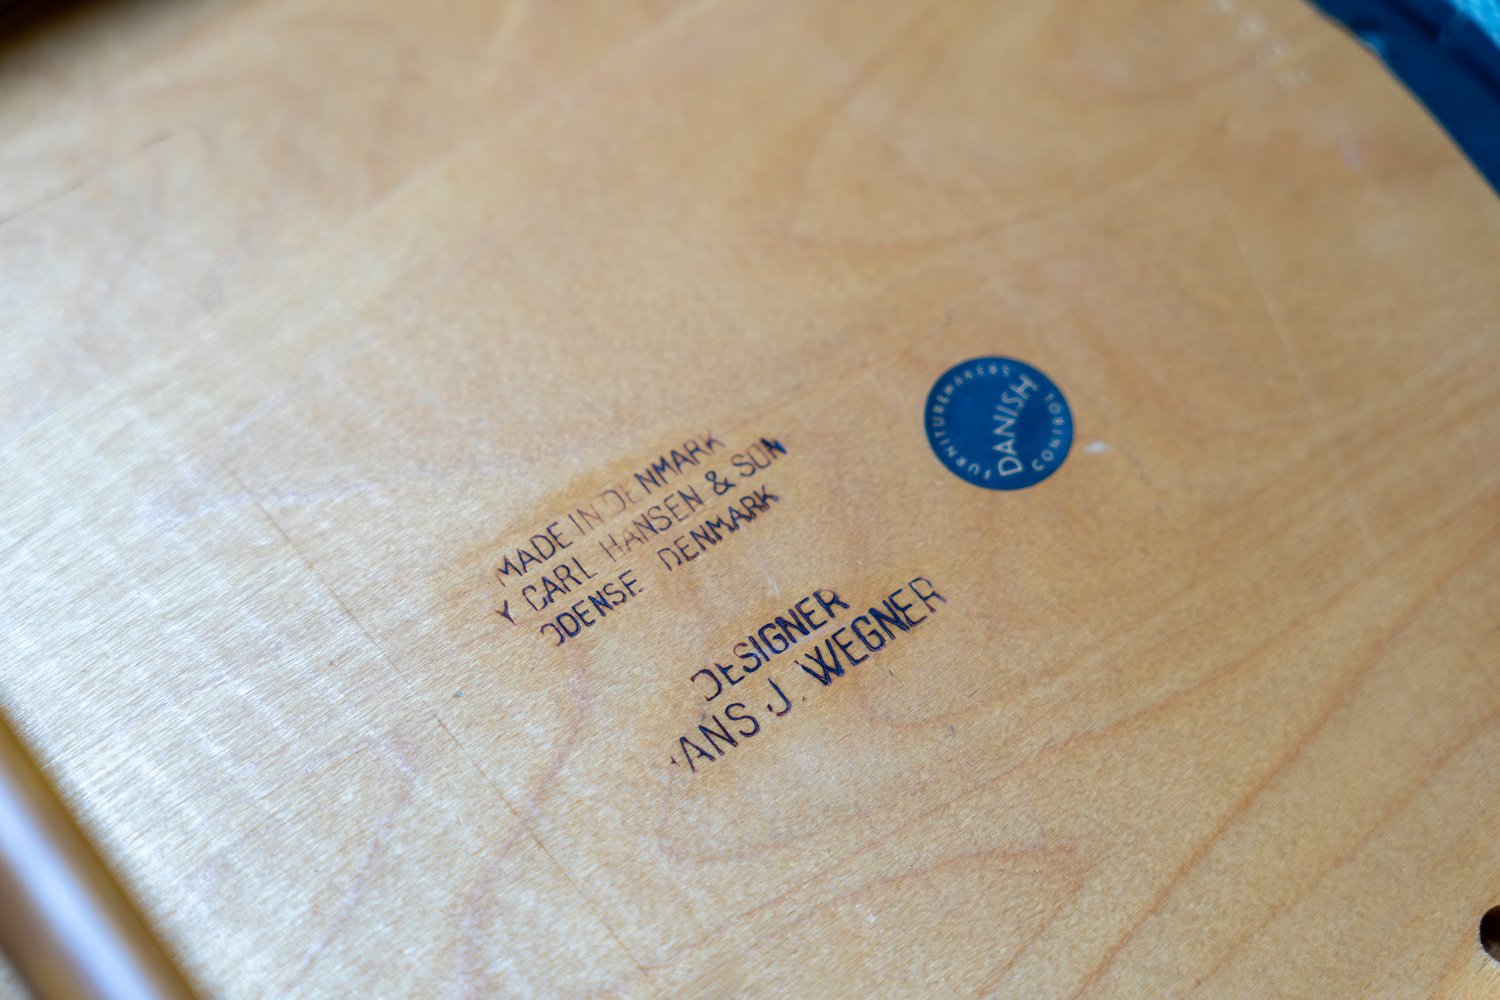 MADE IN DENMARK
Y CARL HANSEN & SON
ODENSE DENMARK
DESIGNER
ANS J. WEGNER
DANISH
FURNITUREMAKERS CONTROL